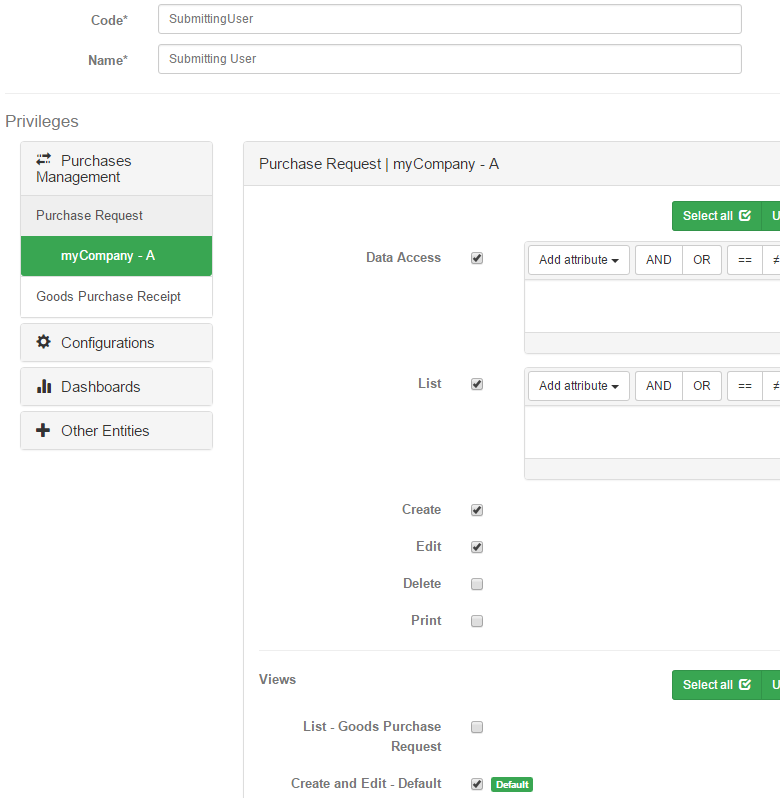 Code*
SubmittingUser
Name*
Submitting User
Privileges
Purchases
Management
Purchase Request
myCompany - A
Goods Purchase Receipt
Configurations
Dashboards
Other Entities
Purchase Request | myCompany - A
Select all U
Data Access
Add attribute AND OR == ≠
List
Add attribute AND OR == ≠
Create
Edit
Delete
Print
Views
Select all U
List - Goods Purchase
Request
Create and Edit - Default Default